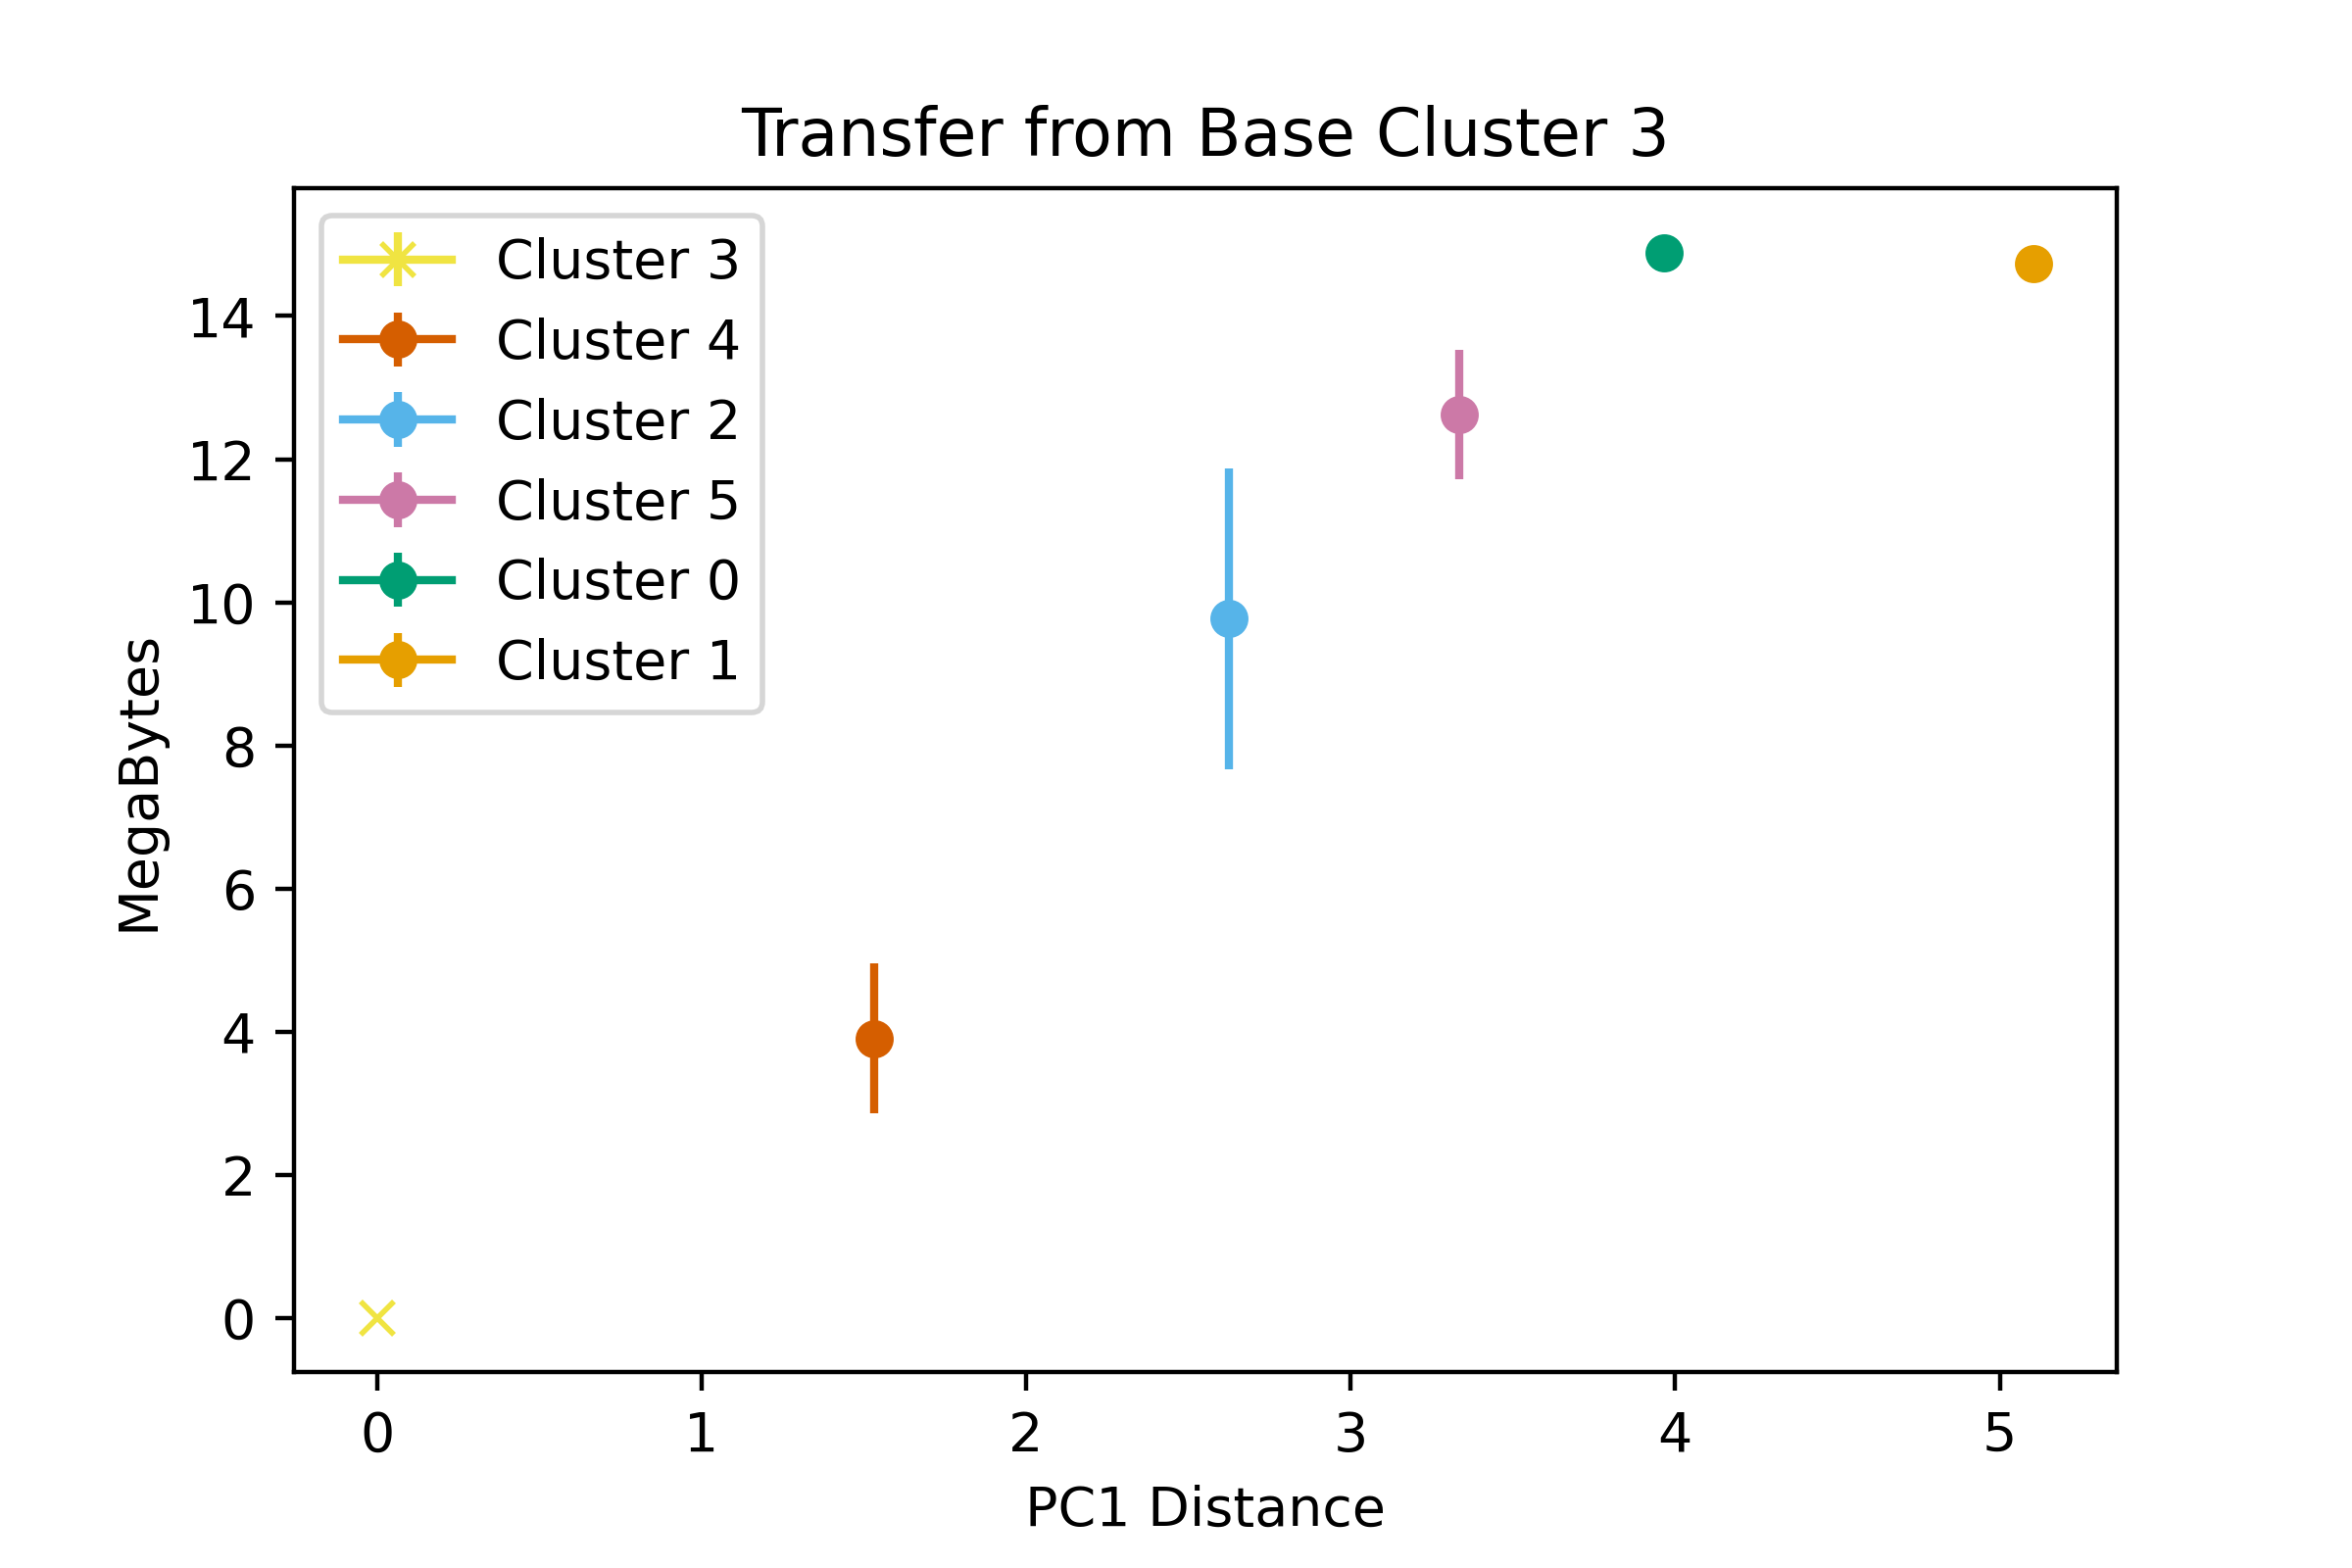 Transfer from Base Cluster 3
Cluster 3
Cluster 4
Cluster 2
Cluster 5
Cluster 0
Cluster 1
14
12
10
8
6
4
2
0
MegaBytes
0 1 2 3 4 5
PC1 Distance